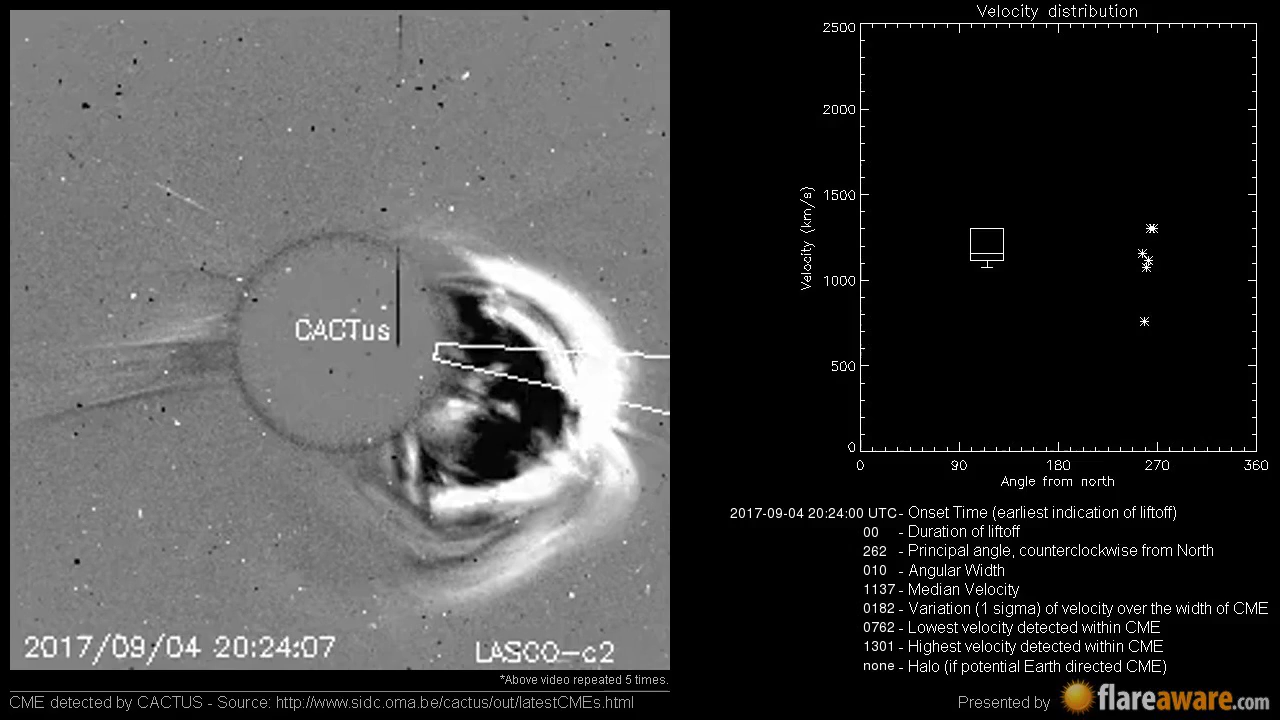 CACTus
2017/09/04 20:24:07
LASCO-c2
*Above video repeated 5 times.
CME detected by CACTUS - Source: http://www.sidc.oma.be/cactus/out/latestCMEs.html
Velocity distribution
Velocity (km/s)
2500
2000
1500
1000
500
0
0 90 180 270 360
Angle from north
2017-09-04 20:24:00 UTC - Onset Time (earliest indication of liftoff)
00 - Duration of liftoff
262 - Principal angle, counterclockwise from North
010 - Angular Width
1137 - Median Velocity
0182 - Variation (1 sigma) of velocity over the width of CME
0762 - Lowest velocity detected within CME
1301 - Highest velocity detected within CME
none - Halo (if potential Earth directed CME)
Presented by flareaware.com